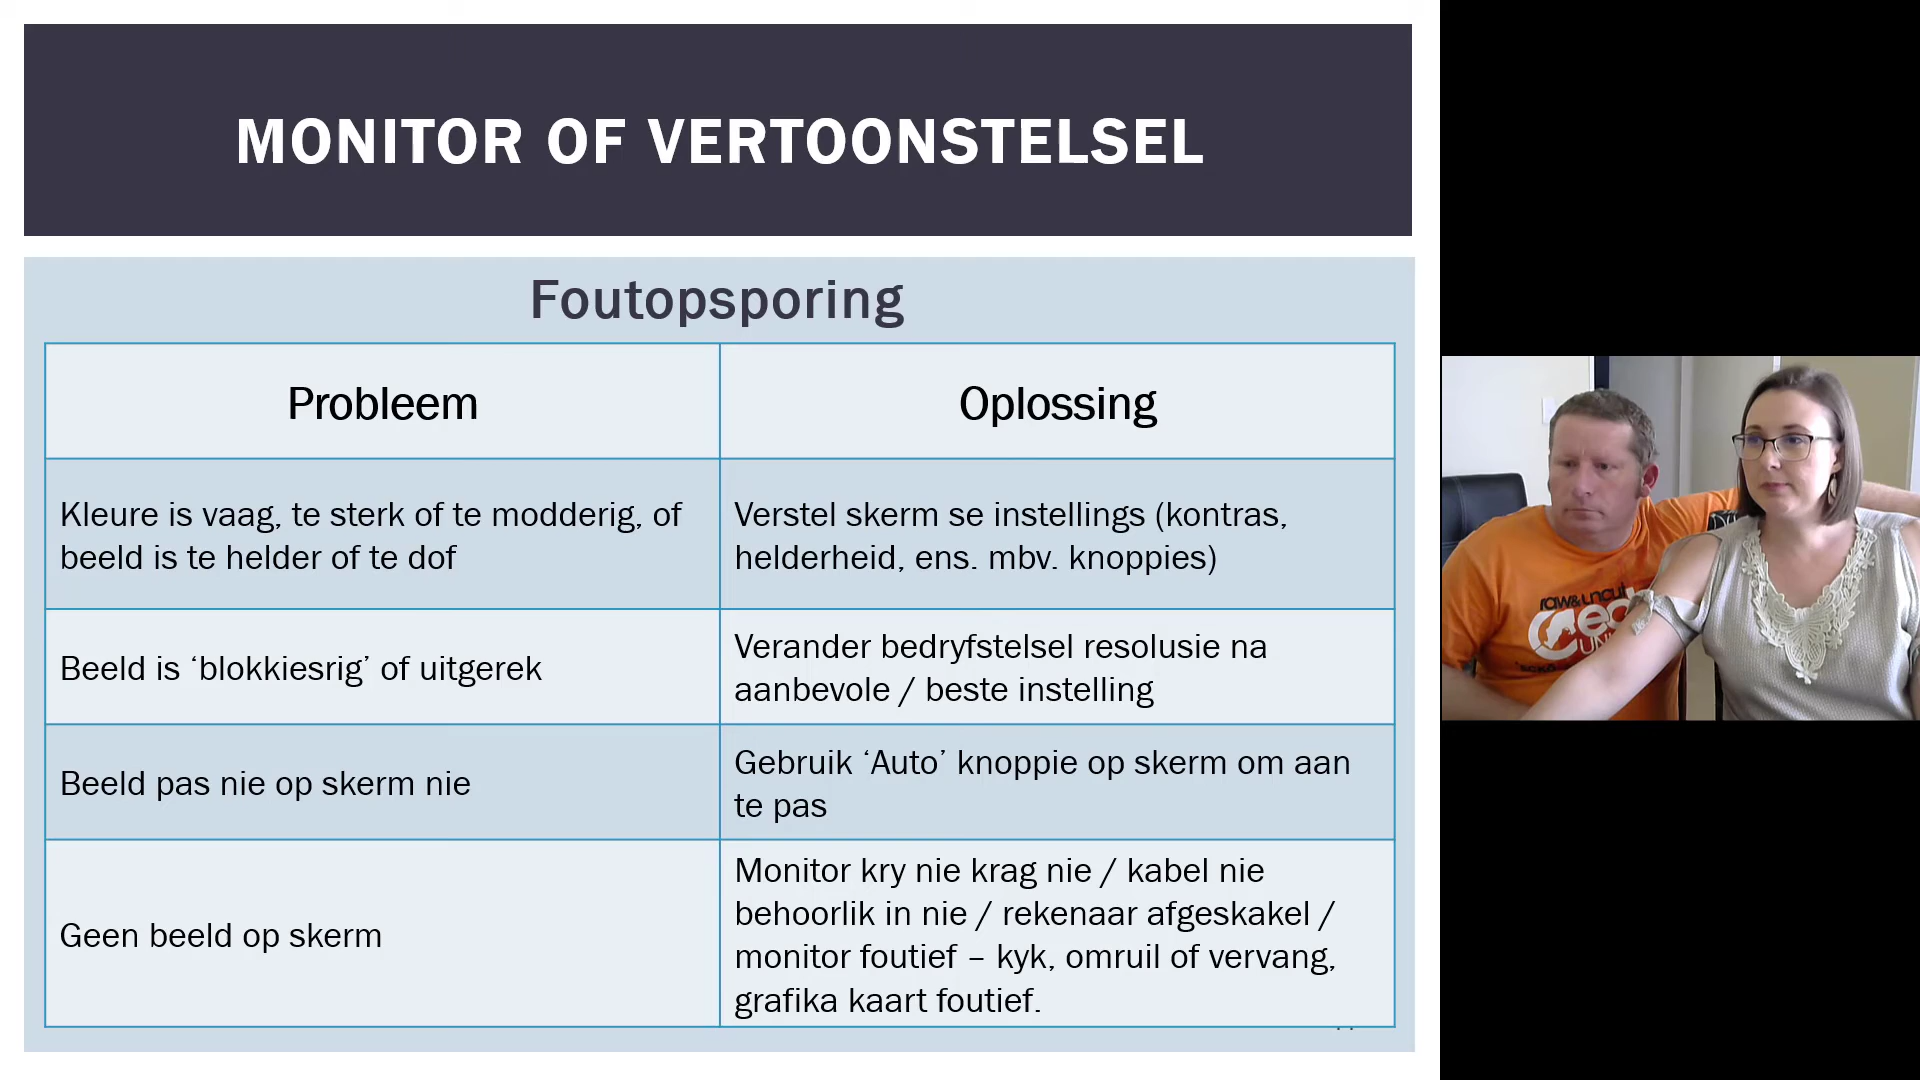 MONITOR OF VERTOONSTELSEL
Foutopsporing
Probleem
Oplossing
Kleure is vaag, te sterk of te modderig, of
beeld is te helder of te dof
Verstel skerm se instellings (kontras,
helderheid, ens. mbv. knoppies)
Beeld is ‘blokkiesrig’ of uitgerek
Verander bedryfstelsel resolusie na
aanbevole / beste instelling
Beeld pas nie op skerm nie
Gebruik ‘Auto’ knoppie op skerm om aan
te pas
Geen beeld op skerm
Monitor kry nie krag nie / kabel nie
behoorlik in nie / rekenaar afgeskakel /
monitor foutief – kyk, omruil of vervang,
grafika kaart foutief.